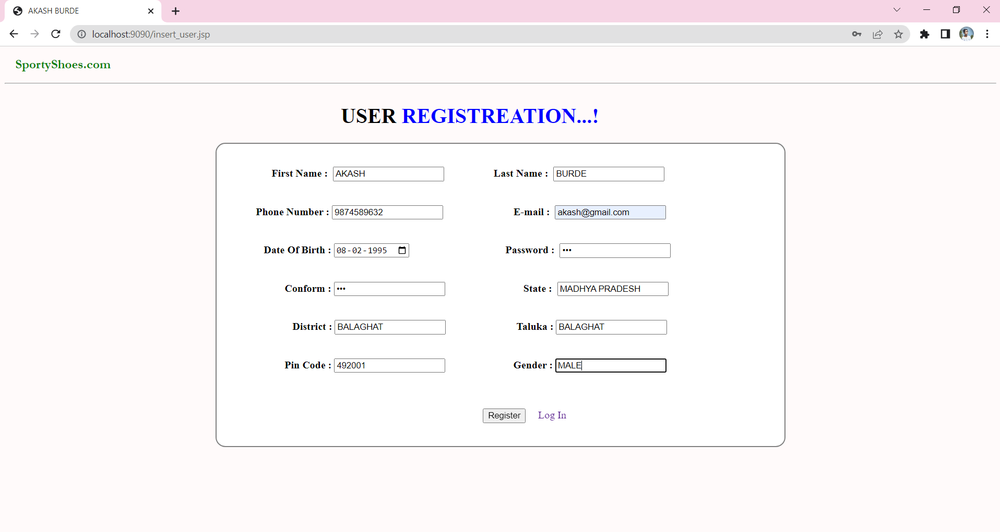 AKASH BURDE
localhost:9090/insert_user.jsp
SportyShoes.com
USER REGISTREATION...!
First Name : AKASH Last Name : BURDE
Phone Number : 9874589632 E-mail : akash@gmail.com
Date Of Birth : 08-02-1995 Password : •••
Conform : ••• State : MADHYA PRADESH
District : BALAGHAT Taluka : BALAGHAT
Pin Code : 492001 Gender : MALE
Register Log In